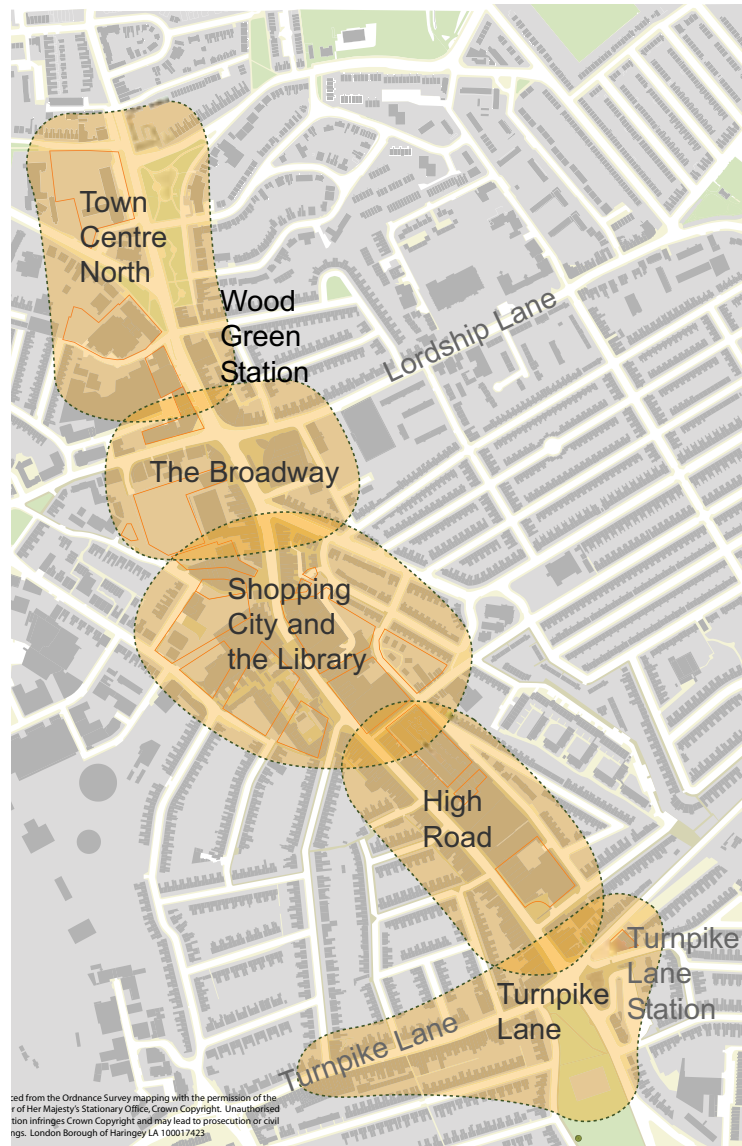 Town
Centre
North
Wood
Green
Station
Lordship Lane
The Broadway
Shopping
City and
the Library
High
Road
Turnpike
Lane
Station
Turnpike
Lane
Turnpike Lane
ced from the Ordnance Survey mapping with the permission of the
r of Her Majesty's Stationary Office, Crown Copyright. Unauthorised
tion infringes Crown Copyright and may lead to prosecution or civil
ngs. London Borough of Haringey LA 100017423